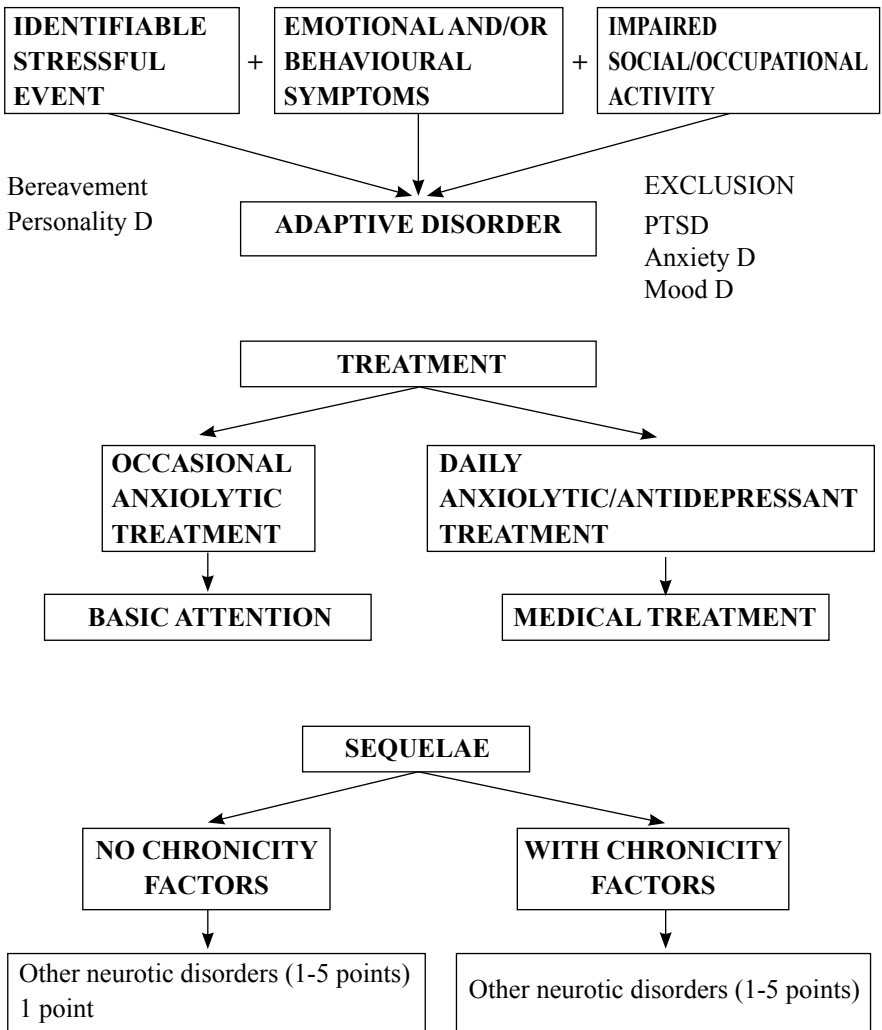 IDENTIFIABLE
STRESSFUL
EVENT
+
EMOTIONAL AND/OR
BEHAVIOURAL
SYMPTOMS
+
IMPAIRED
SOCIAL/OCCUPATIONAL
ACTIVITY
Bereavement
Personality D
ADAPTIVE DISORDER
EXCLUSION
PTSD
Anxiety D
Mood D
TREATMENT
OCCASIONAL
ANXIOLYTIC
TREATMENT
DAILY
ANXIOLYTIC/ANTIDEPRESSANT
TREATMENT
BASIC ATTENTION
MEDICAL TREATMENT
SEQUELAE
NO CHRONICITY
FACTORS
WITH CHRONICITY
FACTORS
Other neurotic disorders (1-5 points)
1 point
Other neurotic disorders (1-5 points)